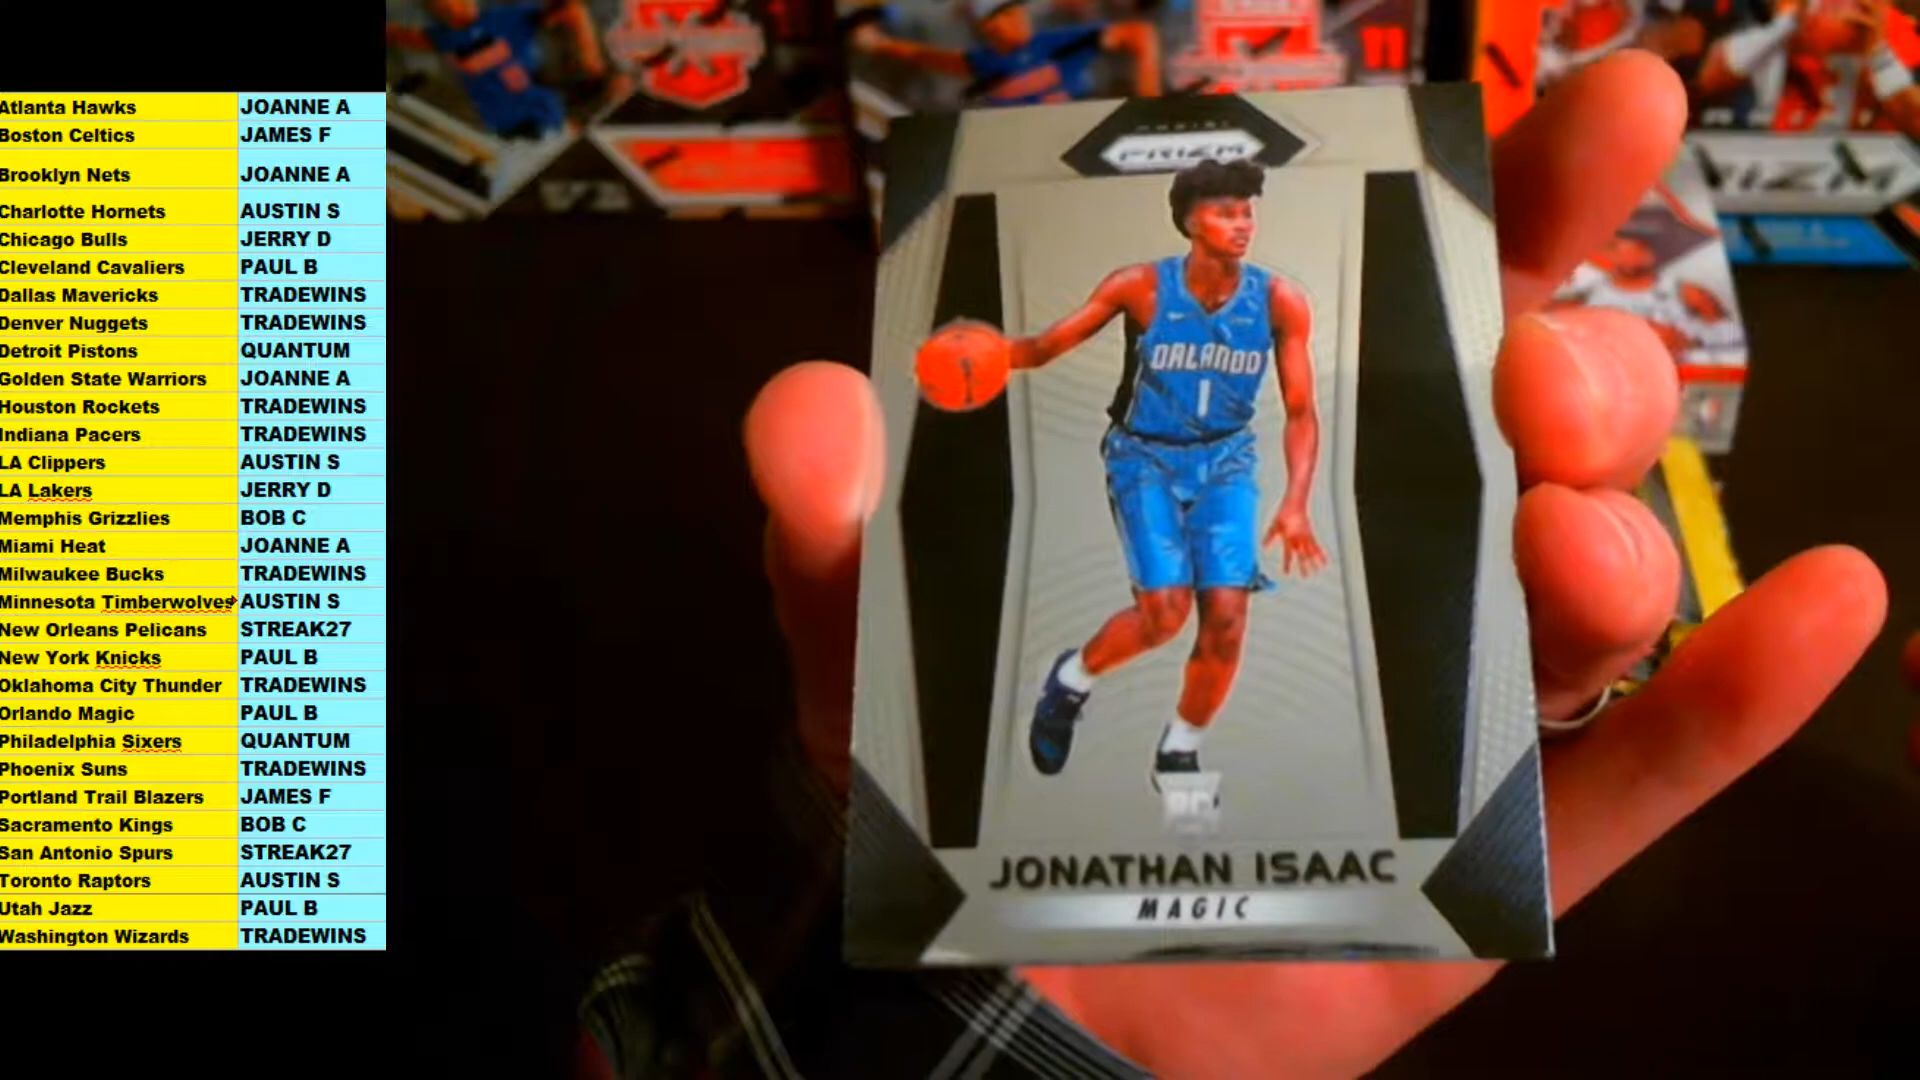 Atlanta Hawks JOANNE A
Boston Celtics JAMES F
Brooklyn Nets JOANNE A
Charlotte Hornets AUSTIN S
Chicago Bulls JERRY D
Cleveland Cavaliers PAUL B
Dallas Mavericks TRADEWINS
Denver Nuggets TRADEWINS
Detroit Pistons QUANTUM
Golden State Warriors JOANNE A
Houston Rockets TRADEWINS
Indiana Pacers TRADEWINS
LA Clippers AUSTIN S
LA Lakers JERRY D
Memphis Grizzlies BOB C
Miami Heat JOANNE A
Milwaukee Bucks TRADEWINS
Minnesota Timberwolves AUSTIN S
New Orleans Pelicans STREAK27
New York Knicks PAUL B
Oklahoma City Thunder TRADEWINS
Orlando Magic PAUL B
Philadelphia Sixers QUANTUM
Phoenix Suns TRADEWINS
Portland Trail Blazers JAMES F
Sacramento Kings BOB C
San Antonio Spurs STREAK27
Toronto Raptors AUSTIN S
Utah Jazz PAUL B
Washington Wizards TRADEWINS
PANINI
PRIZM
ORLANDO
1
RC
JONATHAN ISAAC
MAGIC
11
PRIZM